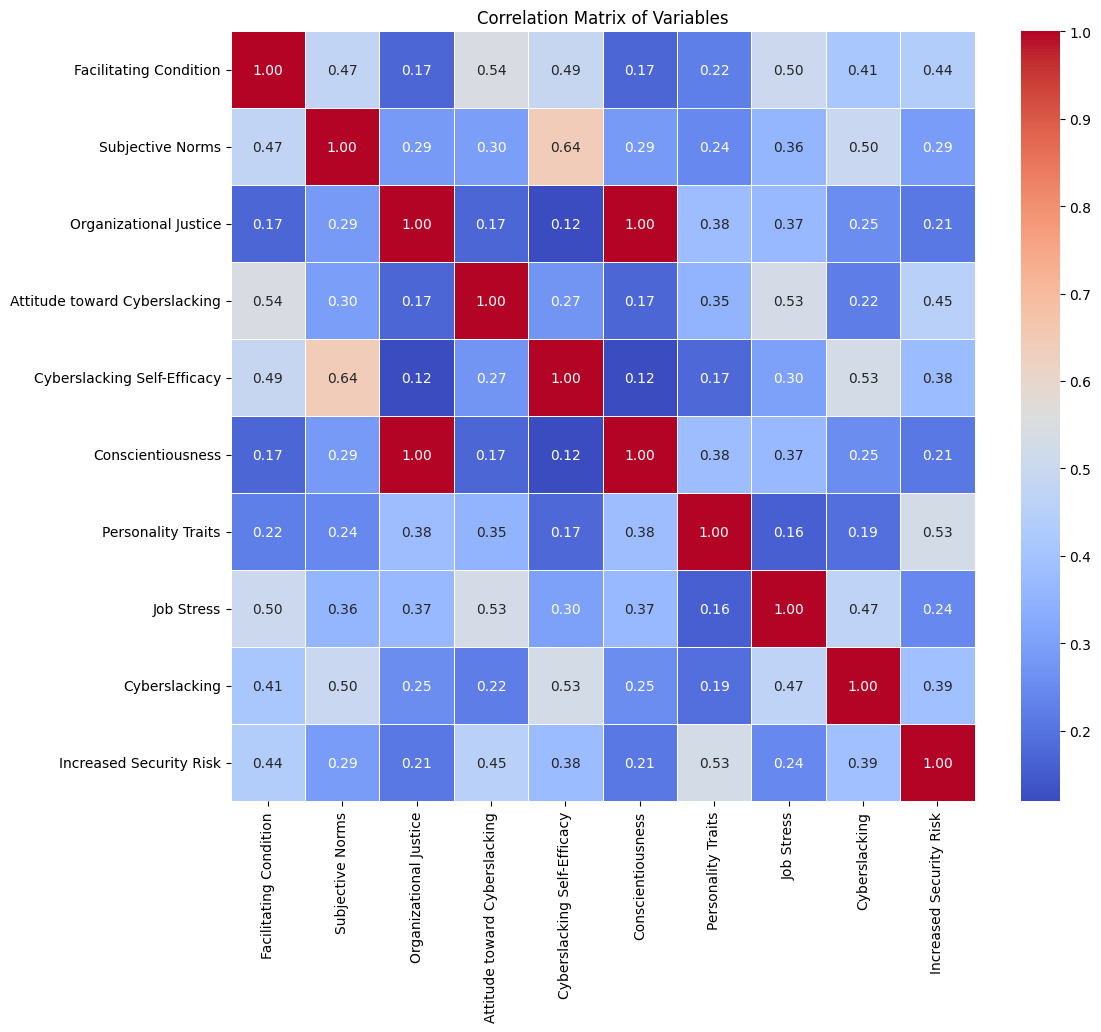 Correlation Matrix of Variables
Facilitating Condition 1.00 0.47 0.17 0.54 0.49 0.17 0.22 0.50 0.41 0.44
Subjective Norms 0.47 1.00 0.29 0.30 0.64 0.29 0.24 0.36 0.50 0.29
Organizational Justice 0.17 0.29 1.00 0.17 0.12 1.00 0.38 0.37 0.25 0.21
Attitude toward Cyberslacking 0.54 0.30 0.17 1.00 0.27 0.17 0.35 0.53 0.22 0.45
Cyberslacking Self-Efficacy 0.49 0.64 0.12 0.27 1.00 0.12 0.17 0.30 0.53 0.38
Conscientiousness 0.17 0.29 1.00 0.17 0.12 1.00 0.38 0.37 0.25 0.21
Personality Traits 0.22 0.24 0.38 0.35 0.17 0.38 1.00 0.16 0.19 0.53
Job Stress 0.50 0.36 0.37 0.53 0.30 0.37 0.16 1.00 0.47 0.24
Cyberslacking 0.41 0.50 0.25 0.22 0.53 0.25 0.19 0.47 1.00 0.39
Increased Security Risk 0.44 0.29 0.21 0.45 0.38 0.21 0.53 0.24 0.39 1.00
Facilitating Condition
Subjective Norms
Organizational Justice
Attitude toward Cyberslacking
Cyberslacking Self-Efficacy
Conscientiousness
Personality Traits
Job Stress
Cyberslacking
Increased Security Risk
1.0
0.9
0.8
0.7
0.6
0.5
0.4
0.3
0.2